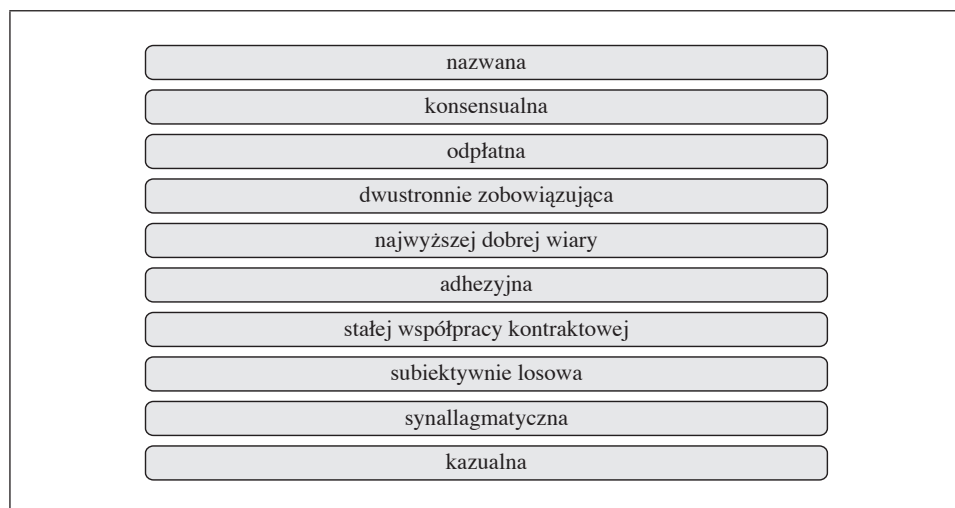 nazwana
konsensualna
odpłatna
dwustronnie zobowiązująca
najwyższej dobrej wiary
adhezyjna
stałej współpracy kontraktowej
subiektywnie losowa
synallagmatyczna
kazualna